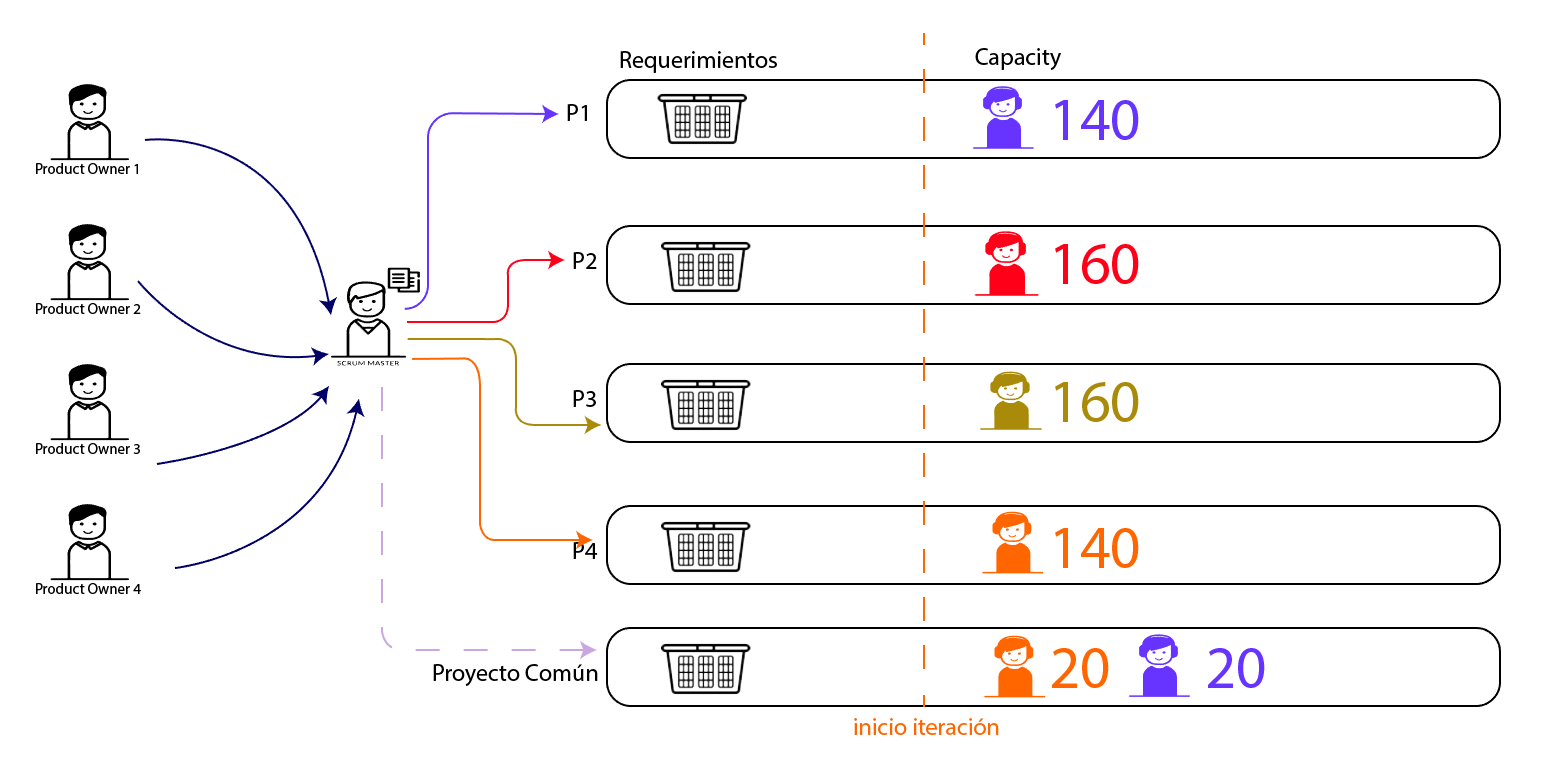 Requerimientos
Capacity
Product Owner 1
P1
140
Product Owner 2
P2
160
SCRUM MASTER
Product Owner 3
P3
160
Product Owner 4
P4
140
Proyecto Común
20
20
inicio iteración